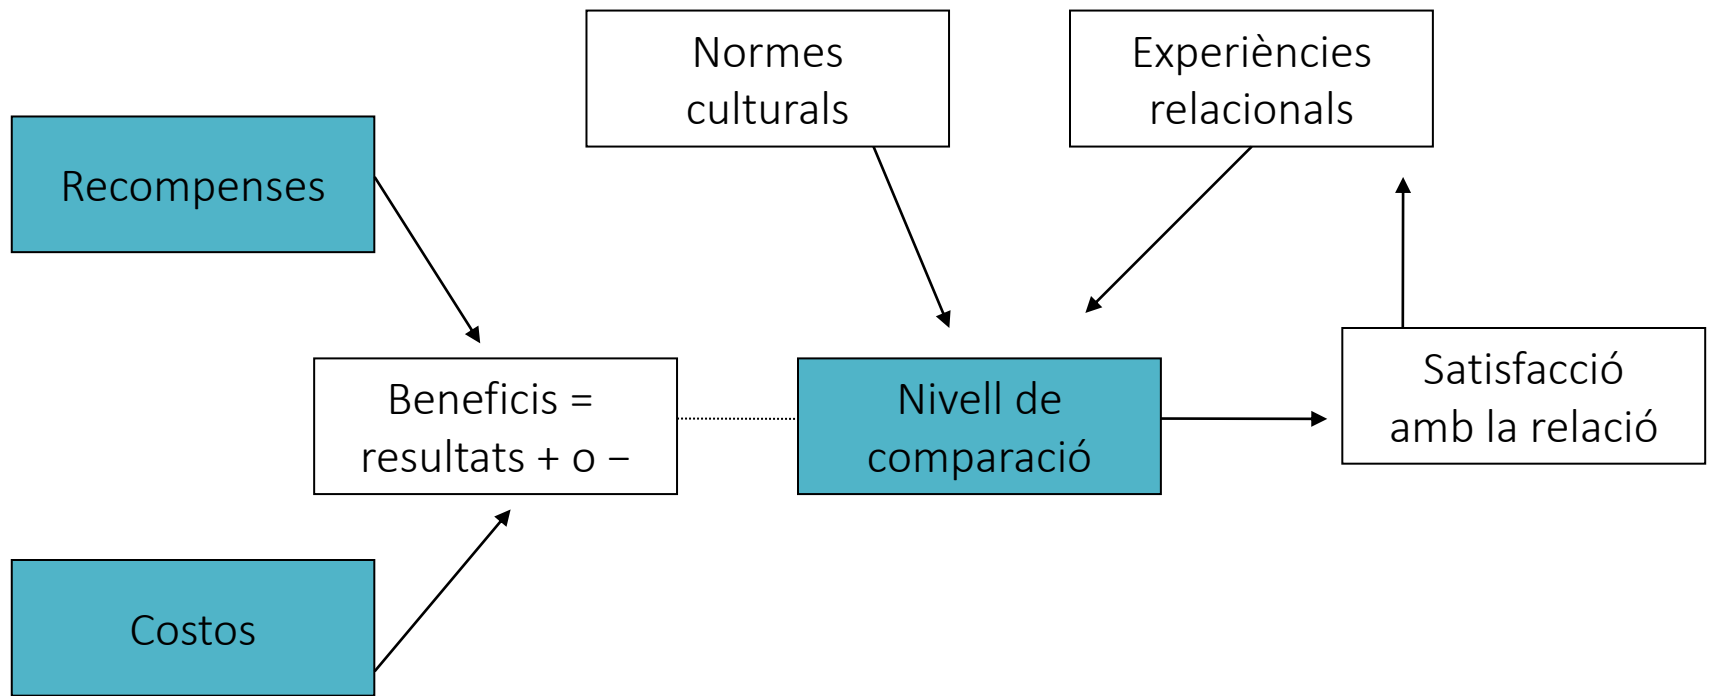 Normes
culturals
Experiències
relacionals
Recompenses
Beneficis =
resultats + o −
Nivell de
comparació
Satisfacció
amb la relació
Costos